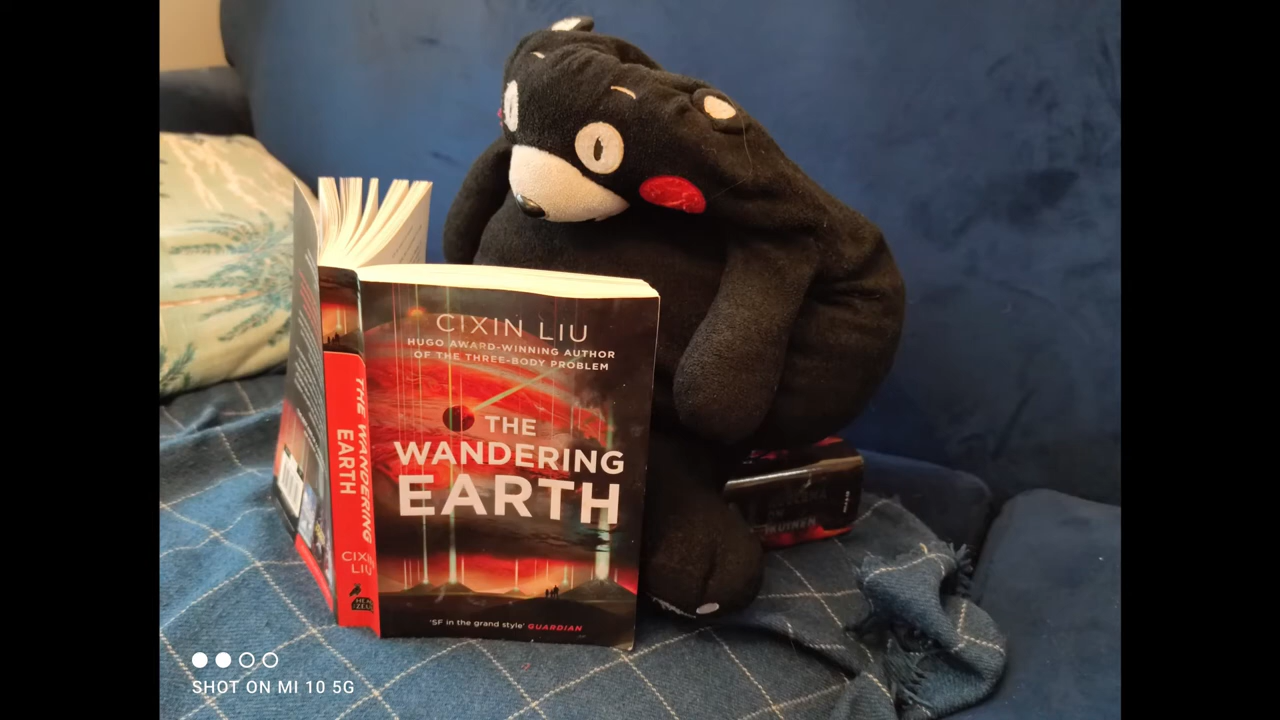 CIXIN LIU
HUGO AWARD-WINNING AUTHOR
OF THE THREE-BODY PROBLEM
THE
WANDERING
EARTH
'SF in the grand style' GUARDIAN
THE WANDERING
EARTH
CIXIN
LIU
SHOT ON MI 10 5G